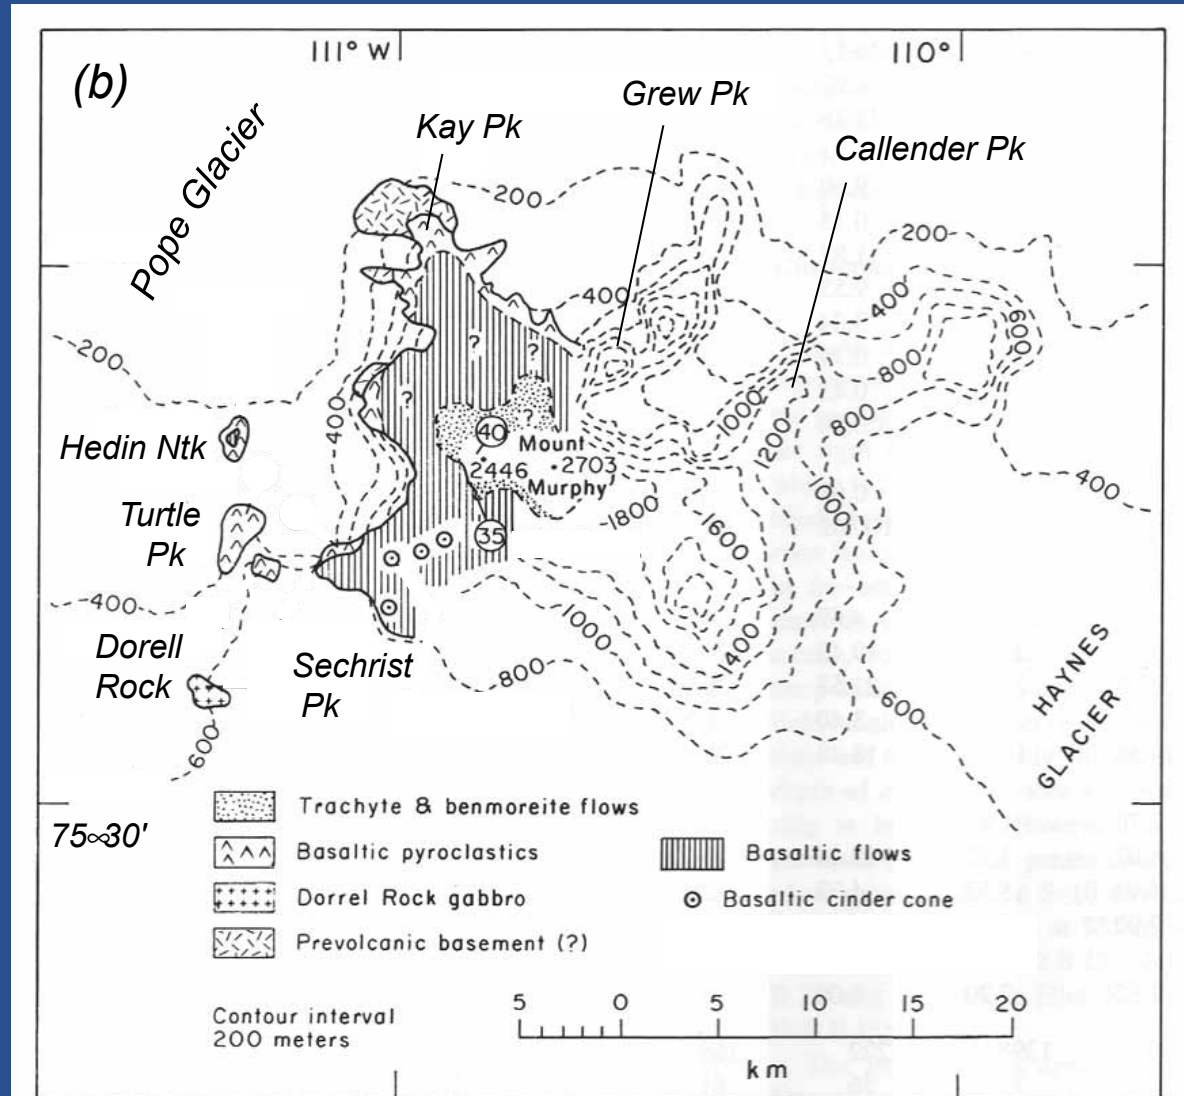 (b)
111° W
110°
Pope Glacier
Kay Pk
Grew Pk
Callender Pk
200
200
400
400
600
800
200
400
1000
1200
800
?
?
?
?
40
Mount
2446
2703
Murphy
Hedin Ntk
400
1800
1000
1600
Turtle
Pk
35
400
1000
1400
Dorell
Rock
Sechrist
Pk
800
600
600
HAYNES
GLACIER
75∞30'
Trachyte & benmoreite flows
Basaltic pyroclastics
Dorrel Rock gabbro
Prevolcanic basement (?)
Basaltic flows
Basaltic cinder cone
Contour interval
200 meters
5 0 5 10 15 20
km